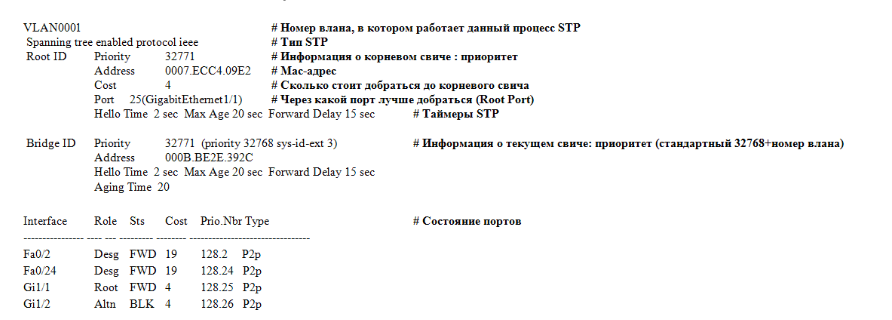 VLAN0001 # Номер влана, в котором работает данный процесс STP
Spanning tree enabled protocol ieee # Тип STP
Root ID Priority 32771 # Информация о корневом свиче : приоритет
Address 0007.ECC4.09E2 # Мас-адрес
Cost 4 # Сколько стоит добраться до корневого свича
Port 25(GigabitEthernet1/1) # Через какой порт лучше добраться (Root Port)
Hello Time 2 sec Max Age 20 sec Forward Delay 15 sec # Таймеры STP
Bridge ID Priority 32771 (priority 32768 sys-id-ext 3) # Информация о текущем свиче: приоритет (стандартный 32768+номер влана)
Address 000B.BE2E.392C
Hello Time 2 sec Max Age 20 sec Forward Delay 15 sec
Aging Time 20
Interface Role Sts Cost Prio.Nbr Type # Состояние портов
---------------- ---- --- --------- -------- --------------------------------
Fa0/2 Desg FWD 19 128.2 P2p
Fa0/24 Desg FWD 19 128.24 P2p
Gi1/1 Root FWD 4 128.25 P2p
Gi1/2 Altn BLK 4 128.26 P2p